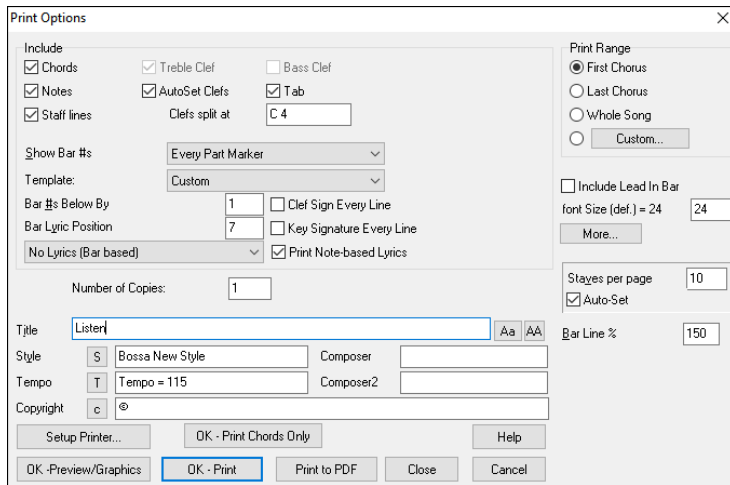 Print Options
Include
Chords Treble Clef Bass Clef
Notes AutoSet Clefs Tab
Staff lines Clefs split at C 4
Show Bar #s Every Part Marker
Template: Custom
Bar #s Below By 1 Clef Sign Every Line
Bar Lyric Position 7 Key Signature Every Line
No Lyrics (Bar based) Print Note-based Lyrics
Number of Copies: 1
Print Range
First Chorus
Last Chorus
Whole Song
Custom...
Include Lead In Bar
font Size (def.) = 24 24
More...
Staves per page 10
Auto-Set
Bar Line % 150
Title Listen Aa AA
Style S Bossa New Style Composer
Tempo T Tempo = 115 Composer2
Copyright c ©
Setup Printer... OK - Print Chords Only Help
OK -Preview/Graphics OK - Print Print to PDF Close Cancel